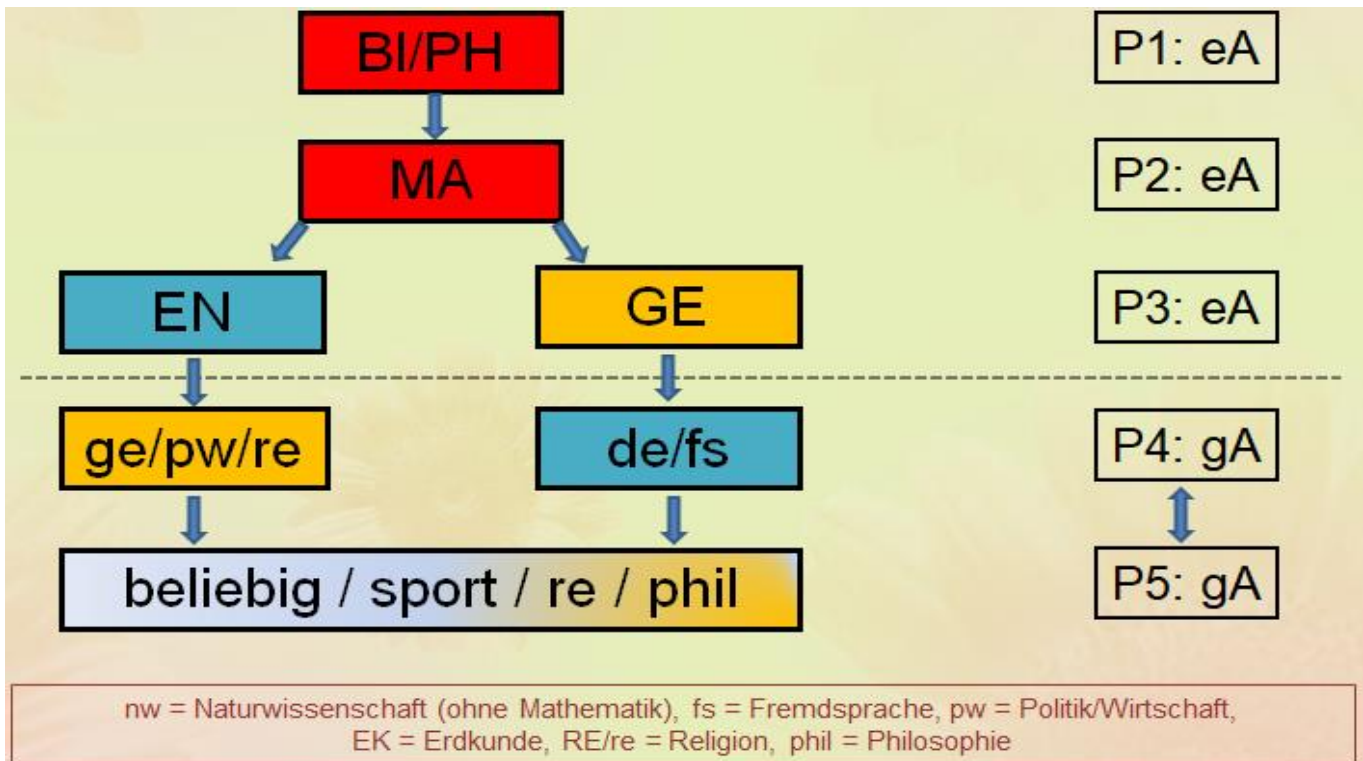 BI/PH
P1: eA
MA
P2: eA
EN
GE
P3: eA
ge/pw/re
de/fs
P4: gA
beliebig / sport / re / phil
P5: gA
nw = Naturwissenschaft (ohne Mathematik), fs = Fremdsprache, pw = Politik/Wirtschaft,
EK = Erdkunde, RE/re = Religion, phil = Philosophie